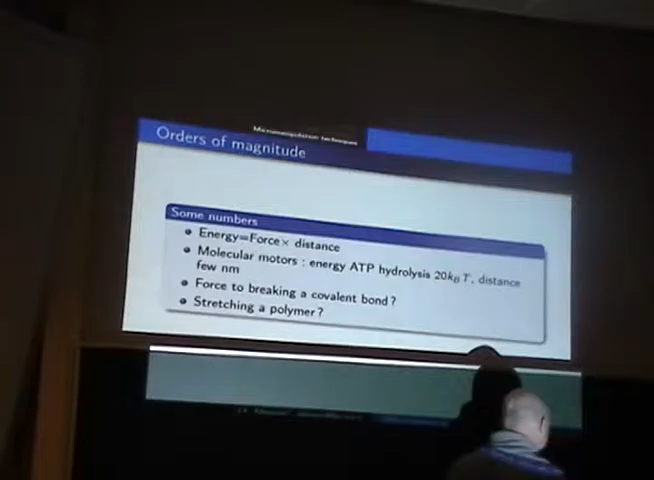 Micromanipulation techniques
Orders of magnitude
Some numbers
Energy=Force× distance
Molecular motors : energy ATP hydrolysis 20k_BT, distance
few nm
Force to breaking a covalent bond ?
Stretching a polymer ?